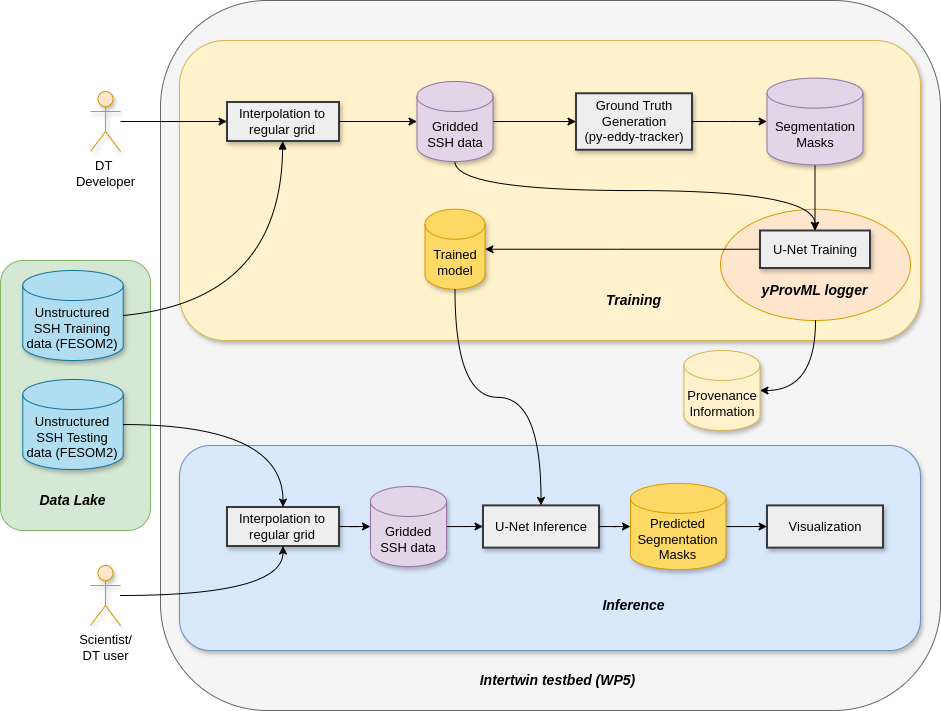 DT
Developer
Interpolation to
regular grid
Gridded
SSH data
Ground Truth
Generation
(py-eddy-tracker)
Segmentation
Masks
U-Net Training
yProvML logger
Trained
model
Training
Unstructured
SSH Training
data (FESOM2)
Unstructured
SSH Testing
data (FESOM2)
Data Lake
Provenance
Information
Interpolation to
regular grid
Gridded
SSH data
U-Net Inference
Predicted
Segmentation
Masks
Visualization
Inference
Scientist/
DT user
Intertwin testbed (WP5)